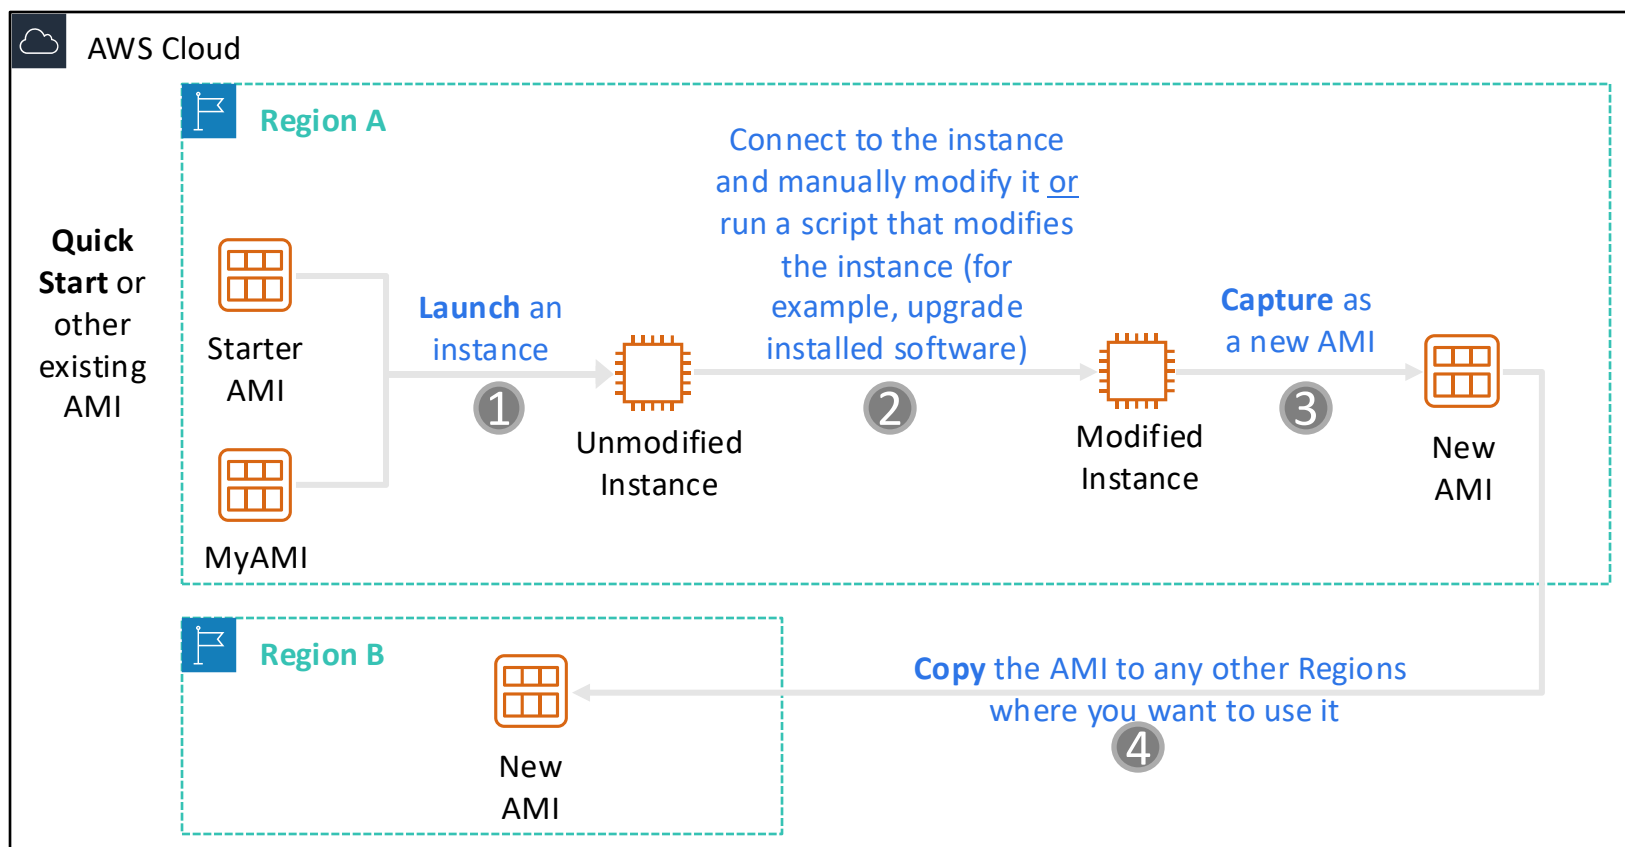 AWS Cloud
Region A
Quick
Start or
other
existing
AMI
Starter
AMI
MyAMI
Launch an
instance
1
Unmodified
Instance
Connect to the instance
and manually modify it or
run a script that modifies
the instance (for
example, upgrade
installed software)
2
Modified
Instance
Capture as
a new AMI
3
New
AMI
Region B
New
AMI
Copy the AMI to any other Regions
where you want to use it
4